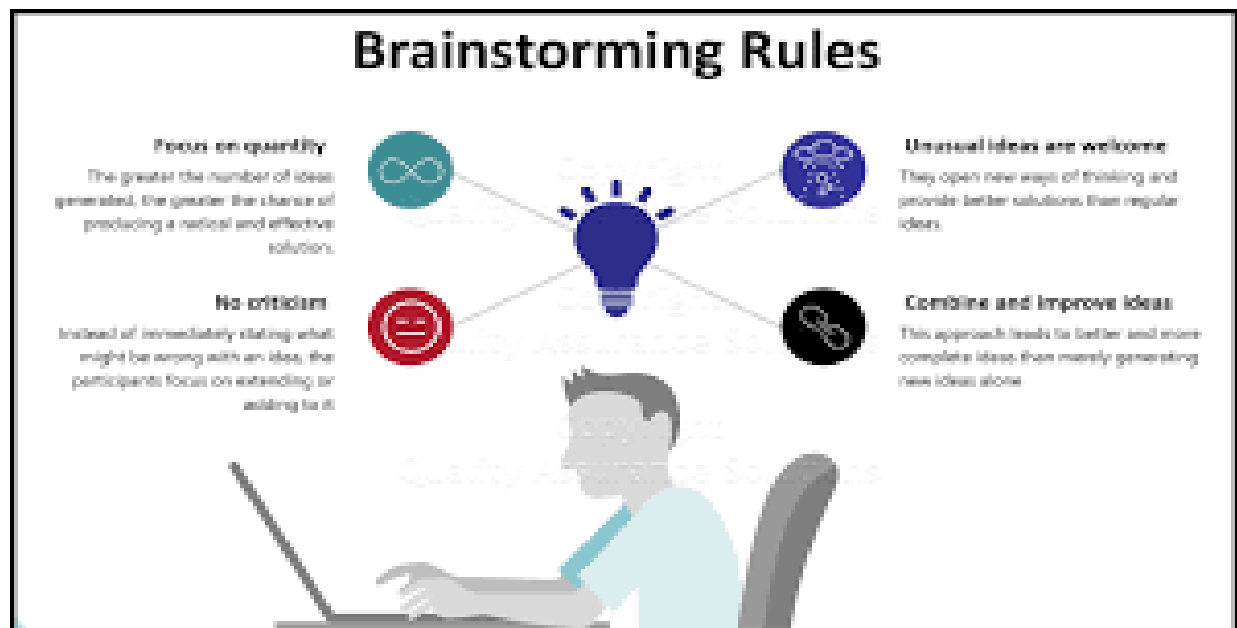 Brainstorming Rules
Focus on quantity
The greater the number of ideas
generated, the greater the chance of
producing a radical and effective
solution.
No criticism
Instead of immediately stating what
might be wrong with an idea, the
participants focus on extending or
adding to it
Unusual ideas are welcome
They open new ways of thinking and
provide better solutions than regular
ideas.
Combine and improve ideas
This approach leads to better and more
complete ideas than merely generating
new ideas alone
Copyright
Quality Assurance Solutions